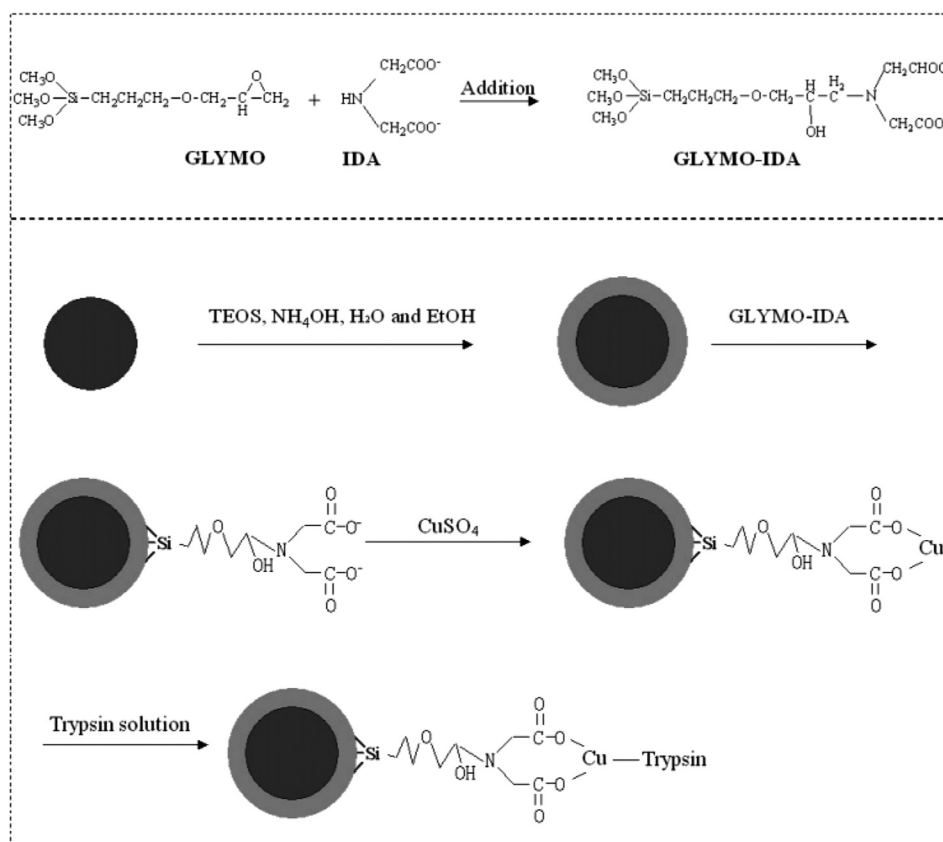 CH₃O
CH₃O—Si—CH₂CH₂CH₂—O—CH₂—C—CH₂
CH₃O
O
H
+
CH₂COO⁻
HN
CH₂COO⁻
Addition
CH₃O
CH₃O—Si—CH₂CH₂CH₂—O—CH₂—C—C—N
CH₃O
H
H₂
OH
CH₂CHOO
CH₂COO
GLYMO
IDA
GLYMO-IDA
TEOS, NH₄OH, H₂O and EtOH
GLYMO-IDA
Si
O
OH
N
O
C—O⁻
C—O⁻
O
CuSO₄
Si
O
OH
N
O
C—O
Cu
C—O
O
Trypsin solution
Si
O
OH
N
O
C—O
Cu—Trypsin
C—O
O